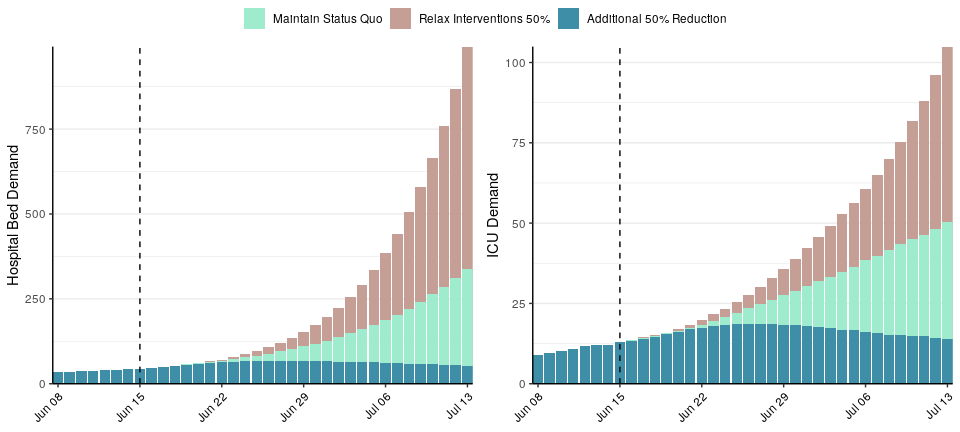 Maintain Status Quo Relax Interventions 50% Additional 50% Reduction
Hospital Bed Demand
750
500
250
0
Jun 08 Jun 15 Jun 22 Jun 29 Jul 06 Jul 13
ICU Demand
100
75
50
25
0
Jun 08 Jun 15 Jun 22 Jun 29 Jul 06 Jul 13